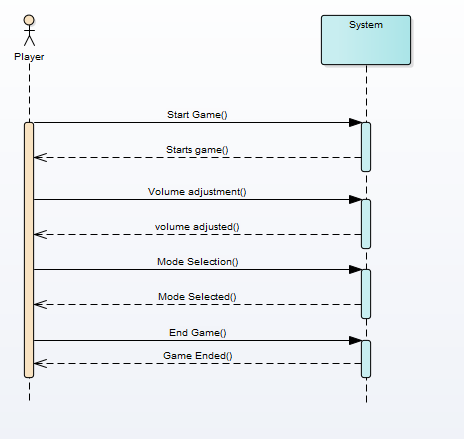 System
Player
Start Game()
Starts game()
Volume adjustment()
volume adjusted()
Mode Selection()
Mode Selected()
End Game()
Game Ended()